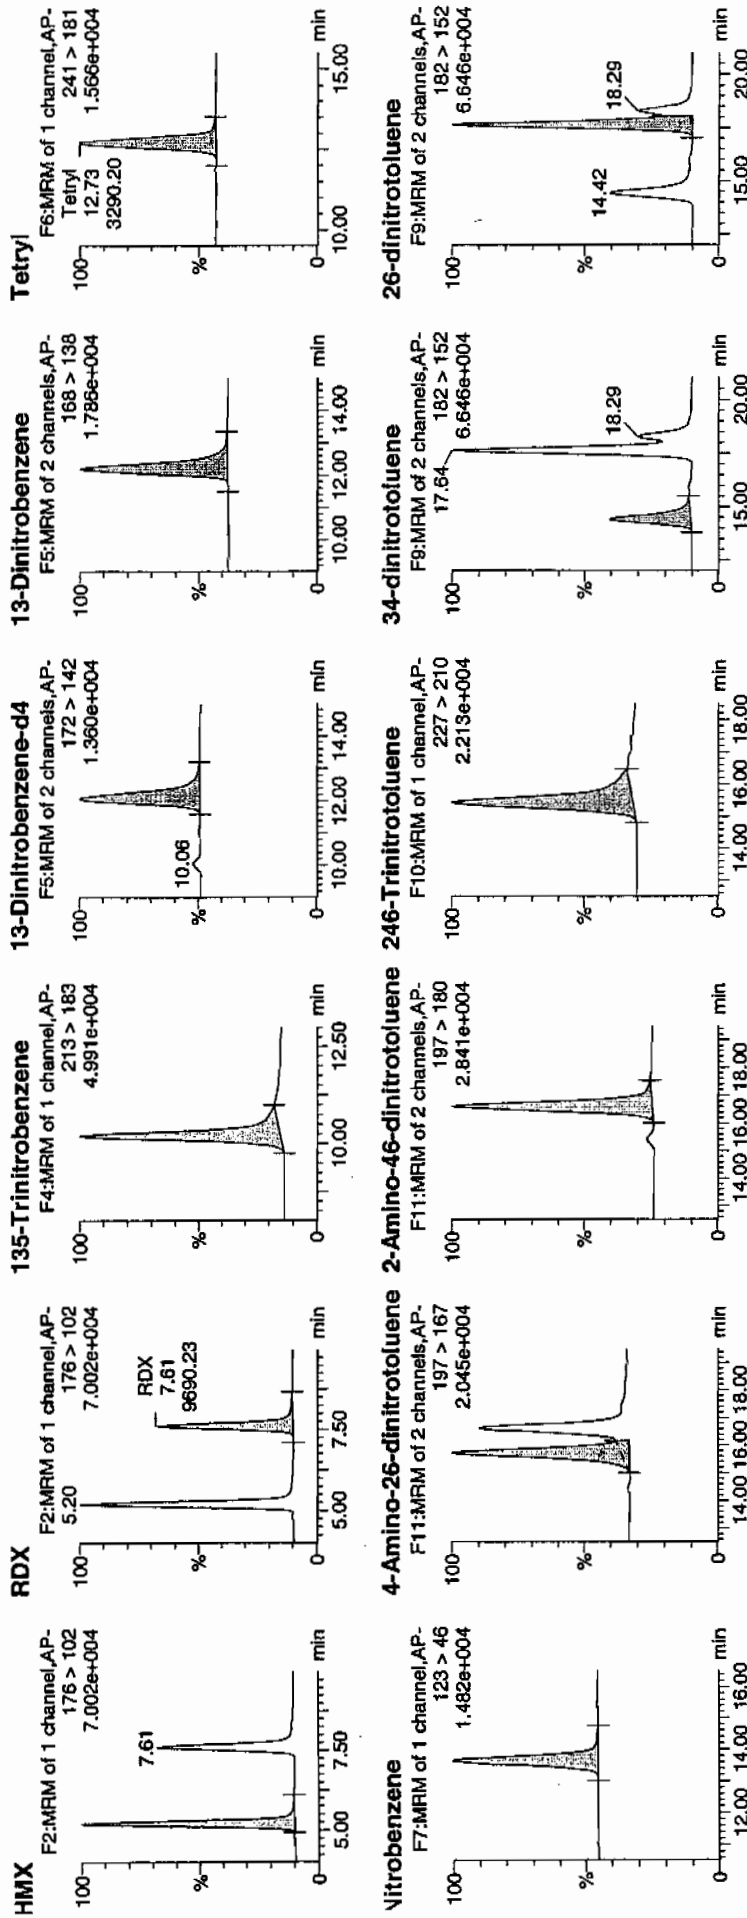 HMX
F2:MRM of 1 channel,AP-
176 > 102
7.002e+004
100
7.61
%
0
5.00 7.50 min
RDX
F2:MRM of 1 channel,AP-
176 > 102
7.002e+004
5.20
100
RDX
7.61
9690.23
%
0
5.00 7.50 min
135-Trinitrobenzene
F4:MRM of 1 channel,AP-
213 > 183
4.991e+004
100
%
0
10.00 12.50 min
13-Dinitrobenzene-d4
F5:MRM of 2 channels,AP-
172 > 142
1.360e+004
100
10.06
%
0
10.00 12.00 14.00 min
13-Dinitrobenzene
F5:MRM of 2 channels,AP-
168 > 138
1.786e+004
100
%
0
10.00 12.00 14.00 min
Tetryl
F6:MRM of 1 channel,AP-
241 > 181
1.566e+004
Tetryl
12.73
3290.20
100
%
0
10.00 15.00 min
Nitrobenzene
F7:MRM of 1 channel,AP-
123 > 46
1.482e+004
100
%
0
12.00 14.00 16.00 min
4-Amino-26-dinitrotoluene
F11:MRM of 2 channels,AP-
197 > 167
2.045e+004
100
%
0
14.00 16.00 18.00 min
2-Amino-46-dinitrotoluene
F11:MRM of 2 channels,AP-
197 > 180
2.841e+004
100
%
0
14.00 16.00 18.00 min
246-Trinitrotoluene
F10:MRM of 1 channel,AP-
227 > 210
2.213e+004
100
%
0
14.00 16.00 18.00 min
34-dinitrotoluene
F9:MRM of 2 channels,AP-
182 > 152
6.646e+004
17.64
100
18.29
%
0
15.00 20.00 min
26-dinitrotoluene
F9:MRM of 2 channels,AP-
182 > 152
6.646e+004
100
14.42
18.29
%
0
15.00 20.00 min